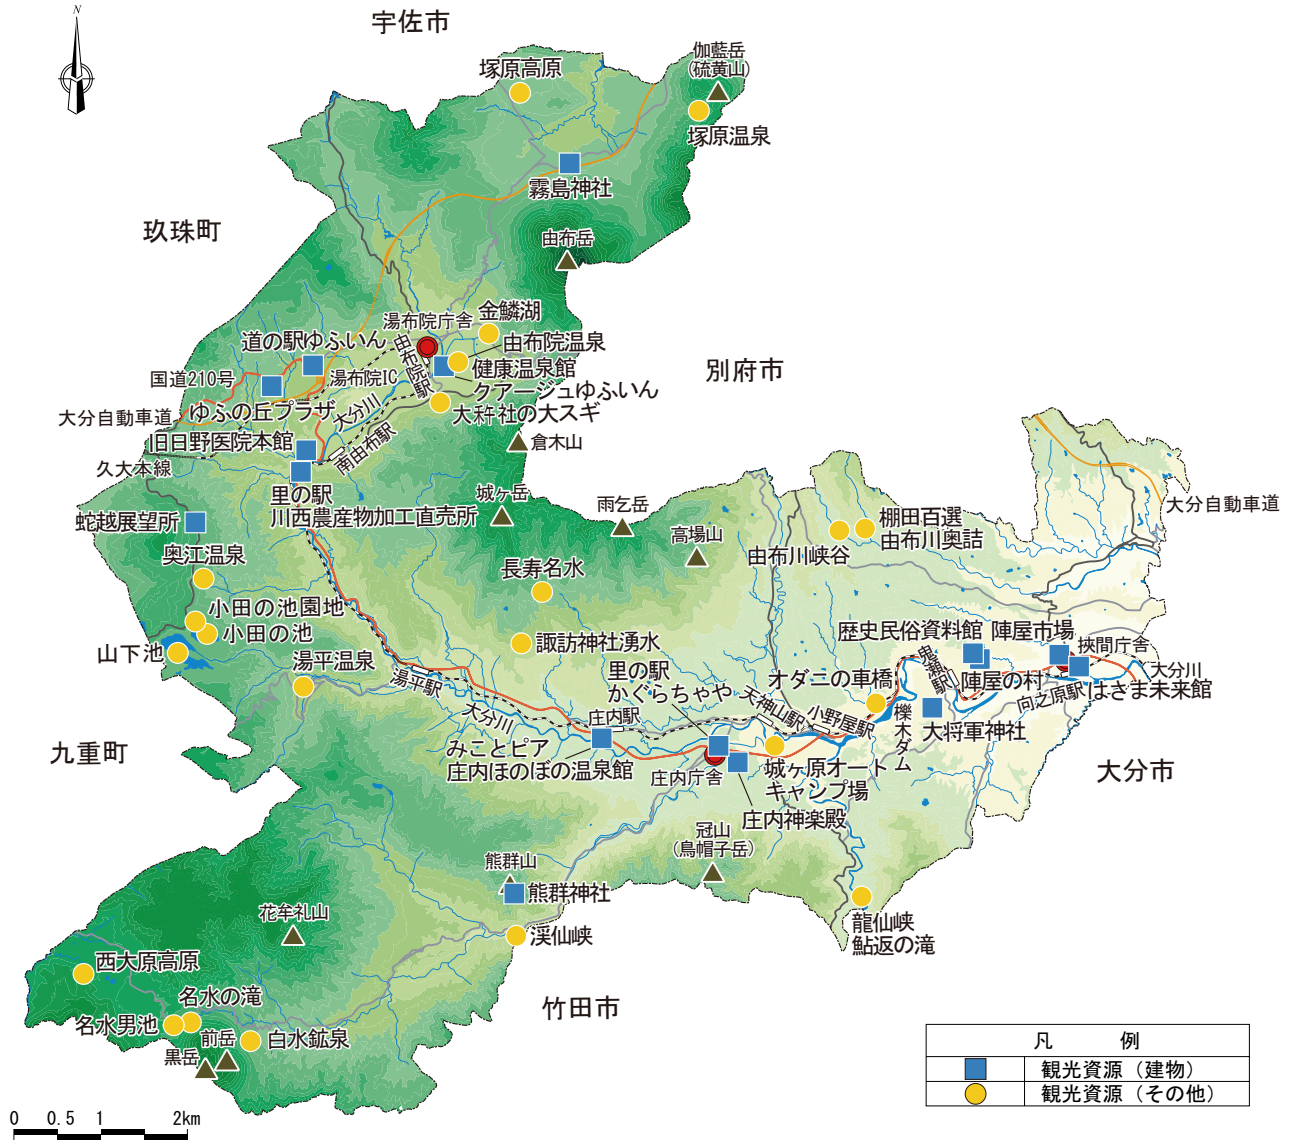 N
宇佐市
伽藍岳
(硫黄山)
塚原高原
塚原温泉
霧島神社
玖珠町
由布岳
金鱗湖
湯布院庁舎
道の駅ゆふいん
由布院駅
由布院温泉
健康温泉館
クアージュゆふいん
別府市
国道210号
湯布院IC
ゆふの丘プラザ
大分川
大杵社の大スギ
大分自動車道
旧日野医院本館
南由布駅
倉木山
久大本線
里の駅
川西農産物加工直売所
城ヶ岳
雨乞岳
大分自動車道
蛇越展望所
高場山
棚田百選
由布川奥詰
由布川峡谷
奥江温泉
長寿名水
小田の池園地
小田の池
山下池
諏訪神社湧水
湯平温泉
湯平駅
里の駅
かぐらちゃや
歴史民俗資料館
陣屋市場
挾間庁舎
鬼瀬駅
陣屋の村
大分川
向之原駅
はさま未来館
オダニの車橋
天神山駅
小野屋駅
櫟木ダム
大将軍神社
大分川
庄内駅
九重町
みことピア
庄内ほのぼの温泉館
庄内庁舎
城ヶ原オート
キャンプ場
大分市
庄内神楽殿
冠山
(烏帽子岳)
熊群山
熊群神社
花牟礼山
龍仙峡
鮎返の滝
渓仙峡
西大原高原
名水の滝
竹田市
名水男池
前岳
白水鉱泉
黒岳
凡 例
観光資源（建物）
観光資源（その他）
0 0.5 1 2km